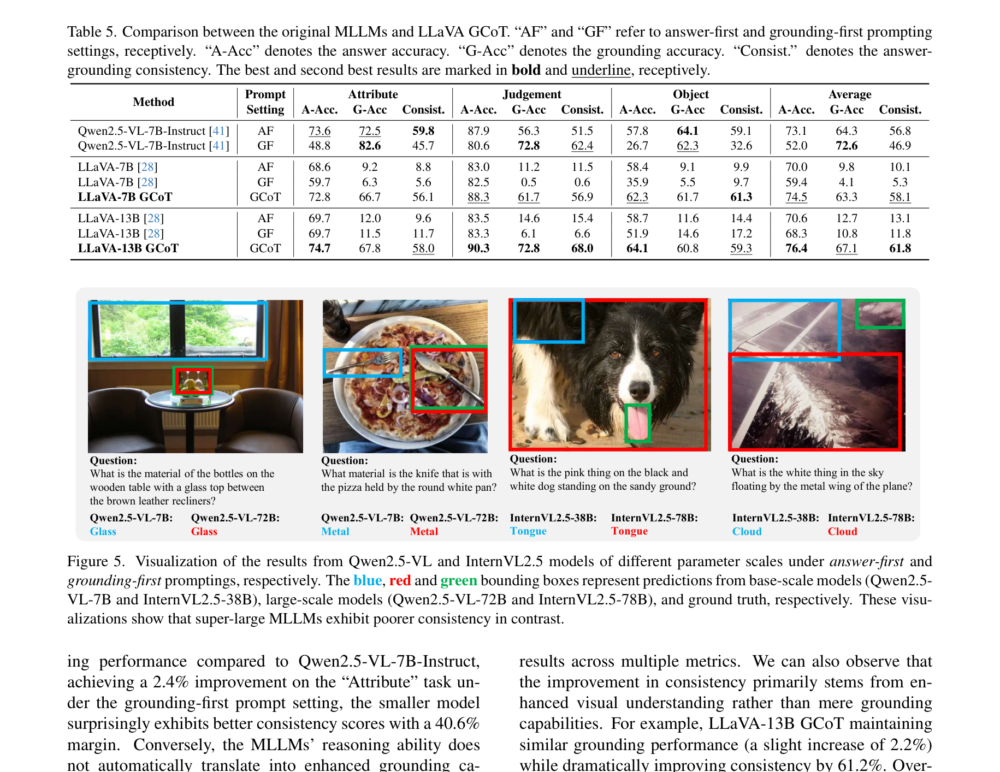 Table 5. Comparison between the original MLLMs and LLaVA GCoT. “AF” and “GF” refer to answer-first and grounding-first prompting
settings, receptively. “A-Acc” denotes the answer accuracy. “G-Acc” denotes the grounding accuracy. “Consist.” denotes the answer-
grounding consistency. The best and second best results are marked in bold and underline, receptively.
Method Prompt Setting Attribute Judgement Object Average
A-Acc. G-Acc Consist. A-Acc. G-Acc Consist. A-Acc. G-Acc Consist. A-Acc. G-Acc Consist.
Qwen2.5-VL-7B-Instruct [41] AF 73.6 72.5 59.8 87.9 56.3 51.5 57.8 64.1 59.1 73.1 64.3 56.8
Qwen2.5-VL-7B-Instruct [41] GF 48.8 82.6 45.7 80.6 72.8 62.4 26.7 62.3 32.6 52.0 72.6 46.9
LLaVA-7B [28] AF 68.6 9.2 8.8 83.0 11.2 11.5 58.4 9.1 9.9 70.0 9.8 10.1
LLaVA-7B [28] GF 59.7 6.3 5.6 82.5 0.5 0.6 35.9 5.5 9.7 59.4 4.1 5.3
LLaVA-7B GCoT GCoT 72.8 66.7 56.1 88.3 61.7 56.9 62.3 61.7 61.3 74.5 63.3 58.1
LLaVA-13B [28] AF 69.7 12.0 9.6 83.5 14.6 15.4 58.7 11.6 14.4 70.6 12.7 13.1
LLaVA-13B [28] GF 69.7 11.5 11.7 83.3 6.1 6.6 51.9 14.6 17.2 68.3 10.8 11.8
LLaVA-13B GCoT GCoT 74.7 67.8 58.0 90.3 72.8 68.0 64.1 60.8 59.3 76.4 67.1 61.8
Question:
What is the material of the bottles on the
wooden table with a glass top between
the brown leather recliners?
Qwen2.5-VL-7B: Qwen2.5-VL-72B:
Glass Glass
Question:
What material is the knife that is with
the pizza held by the round white pan?
Qwen2.5-VL-7B: Qwen2.5-VL-72B:
Metal Metal
Question:
What is the pink thing on the black and
white dog standing on the sandy ground?
InternVL2.5-38B: InternVL2.5-78B:
Tongue Tongue
Question:
What is the white thing in the sky
floating by the metal wing of the plane?
InternVL2.5-38B: InternVL2.5-78B:
Cloud Cloud
Figure 5. Visualization of the results from Qwen2.5-VL and InternVL2.5 models of different parameter scales under answer-first and
grounding-first promptings, respectively. The blue, red and green bounding boxes represent predictions from base-scale models (Qwen2.5-
VL-7B and InternVL2.5-38B), large-scale models (Qwen2.5-VL-72B and InternVL2.5-78B), and ground truth, respectively. These visu-
alizations show that super-large MLLMs exhibit poorer consistency in contrast.
ing performance compared to Qwen2.5-VL-7B-Instruct,
achieving a 2.4% improvement on the “Attribute” task un-
der the grounding-first prompt setting, the smaller model
surprisingly exhibits better consistency scores with a 40.6%
margin. Conversely, the MLLMs’ reasoning ability does
not automatically translate into enhanced grounding ca-
results across multiple metrics. We can also observe that
the improvement in consistency primarily stems from en-
hanced visual understanding rather than mere grounding
capabilities. For example, LLaVA-13B GCoT maintaining
similar grounding performance (a slight increase of 2.2%)
while dramatically improving consistency by 61.2%. Over-